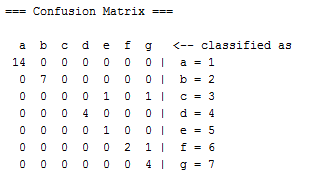 === Confusion Matrix ===
a b c d e f g <-- classified as
14 0 0 0 0 0 0 | a = 1
0 7 0 0 0 0 0 | b = 2
0 0 0 0 1 0 1 | c = 3
0 0 0 4 0 0 0 | d = 4
0 0 0 0 1 0 0 | e = 5
0 0 0 0 0 2 1 | f = 6
0 0 0 0 0 0 4 | g = 7